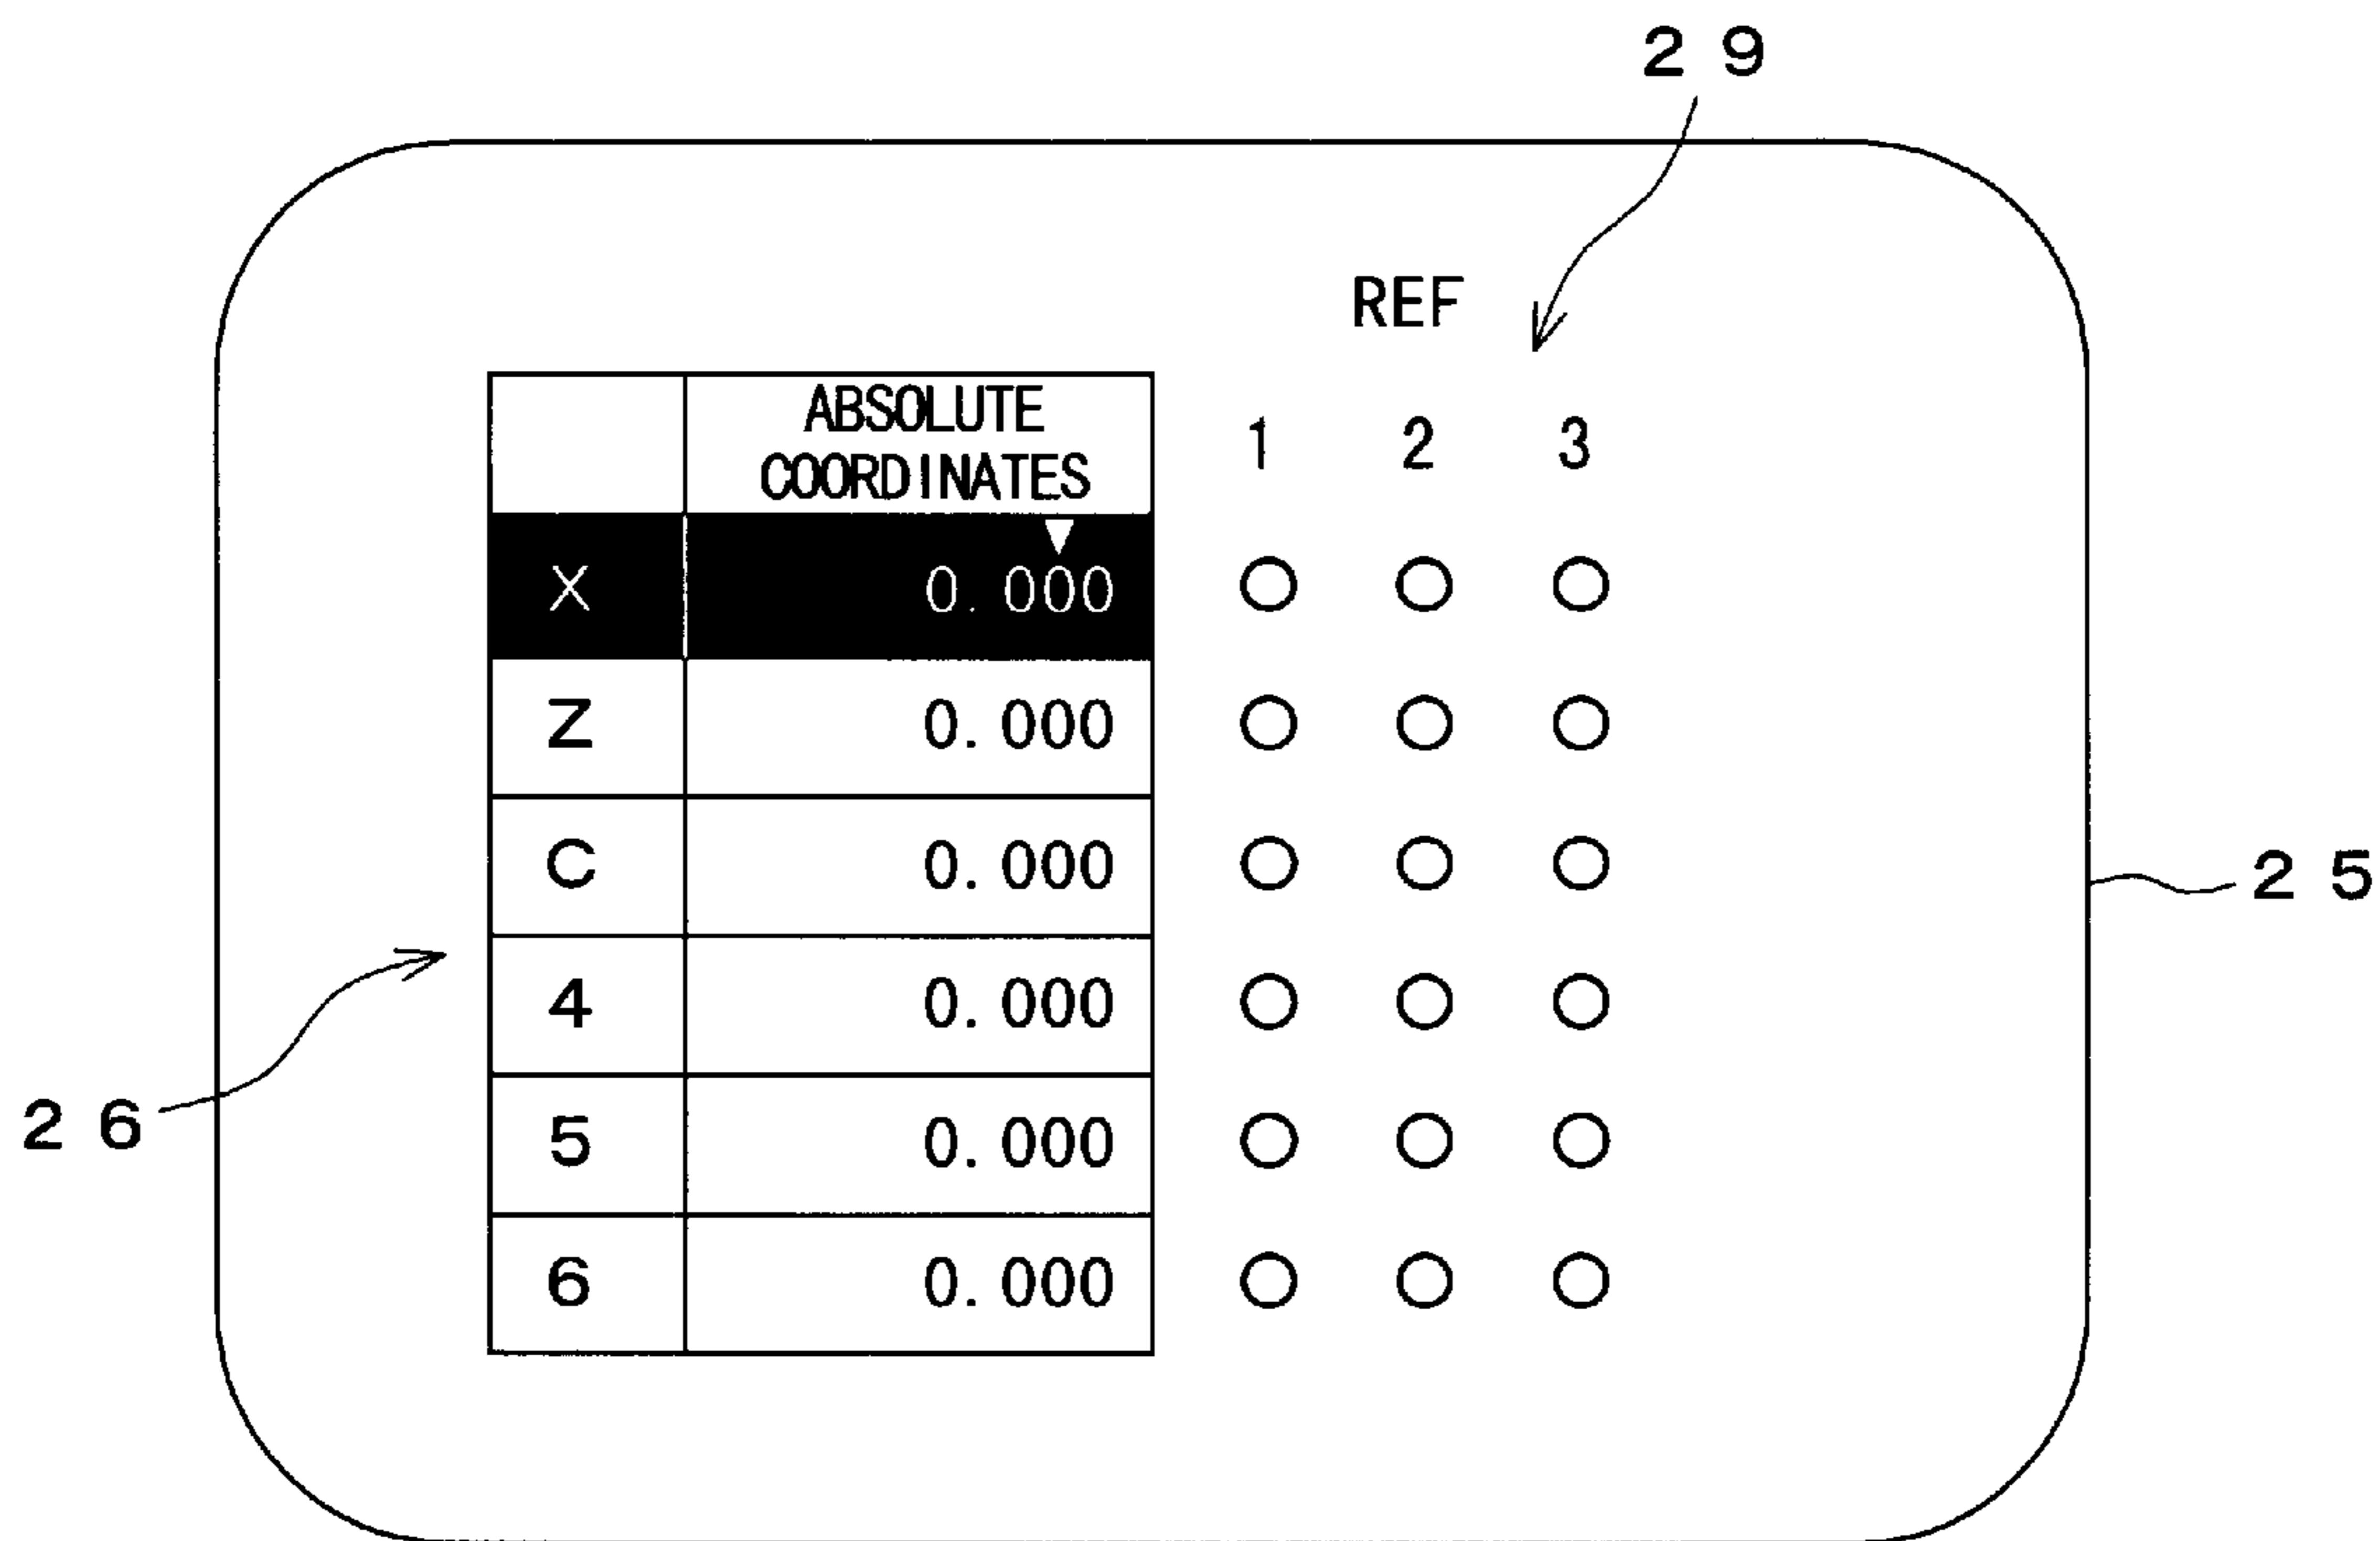 29
REF
ABSOLUTE
COORDINATES
1 2 3
X 0.000
Z 0.000
C 0.000
25
4 0.000
5 0.000
26
6 0.000